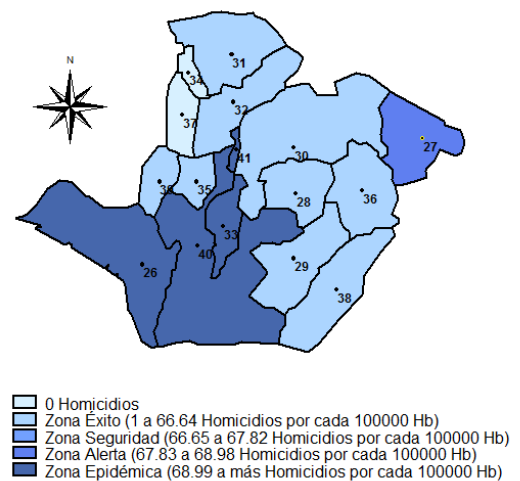 N
31
34
32
37
27
41
30
35
36
28
33
40
29
26
38
0 Homicidios
Zona Éxito (1 a 66.64 Homicidios por cada 100000 Hb)
Zona Seguridad (66.65 a 67.82 Homicidios por cada 100000 Hb)
Zona Alerta (67.83 a 68.98 Homicidios por cada 100000 Hb)
Zona Epidémica (68.99 a más Homicidios por cada 100000 Hb)